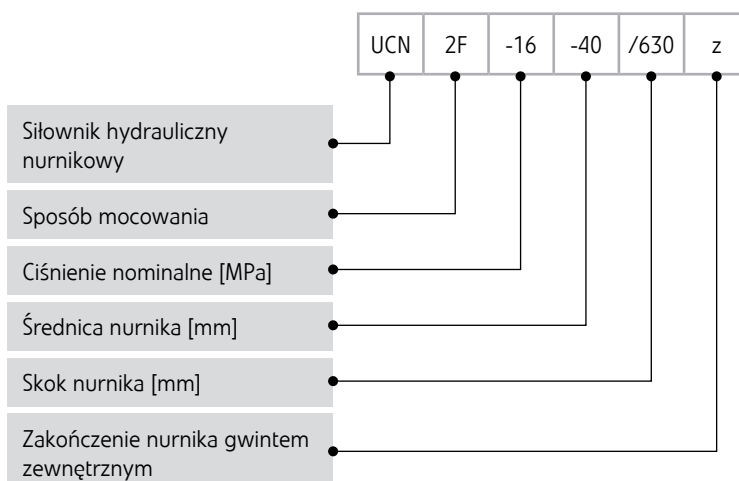 UCN 2F -16 -40 /630 z
Siłownik hydrauliczny
nurnikowy
Sposób mocowania
Ciśnienie nominalne [MPa]
Średnica nurnika [mm]
Skok nurnika [mm]
Zakończenie nurnika gwintem
zewnętrznym